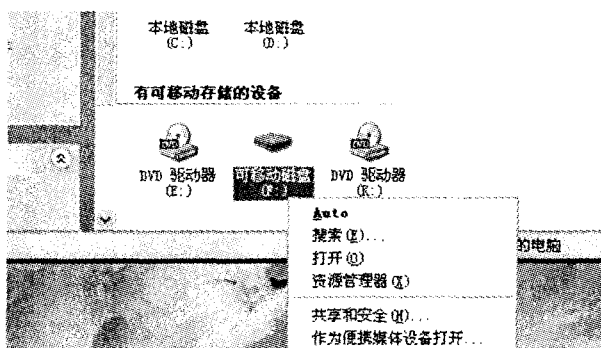 本地磁盘 本地磁盘
(C:) (D:)
有可移动存储的设备
DVD 驱动器 可移动磁盘 DVD 驱动器
(E:) (F:) (K:)
Auto
搜索(E)...
打开(O)
的电脑
资源管理器(X)
共享和安全(H)...
作为便携媒体设备打开...